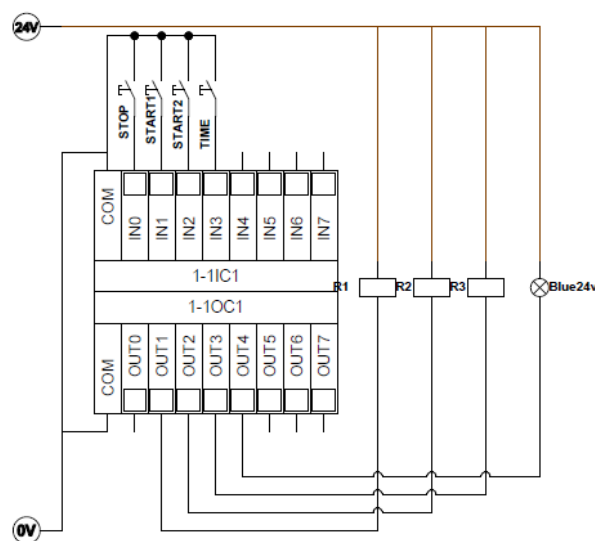 24V
STOP
START1
START2
TIME
COM
IN0
IN1
IN2
IN3
IN4
IN5
IN6
IN7
1-1IC1
1-1OC1
R1
R2
R3
Blue24v
COM
OUT0
OUT1
OUT2
OUT3
OUT4
OUT5
OUT6
OUT7
0V